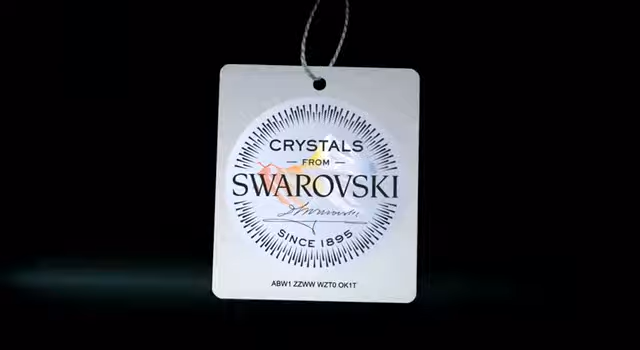 CRYSTALS
— FROM —
SWAROVSKI
SINCE 1895
ABW1 ZZWW WZT0 OK1T